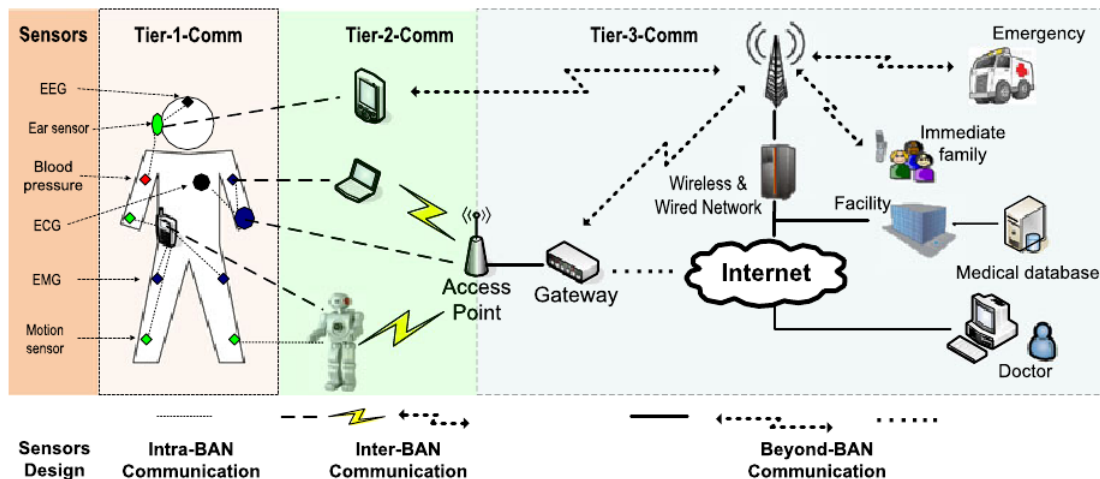 Sensors
Tier-1-Comm
Tier-2-Comm
Tier-3-Comm
EEG
Ear sensor
Blood
pressure
ECG
EMG
Motion
sensor
Access
Point
Gateway
Wireless &
Wired Network
Internet
Emergency
Immediate
family
Facility
Medical database
Doctor
Sensors
Design
Intra-BAN
Communication
Inter-BAN
Communication
Beyond-BAN
Communication